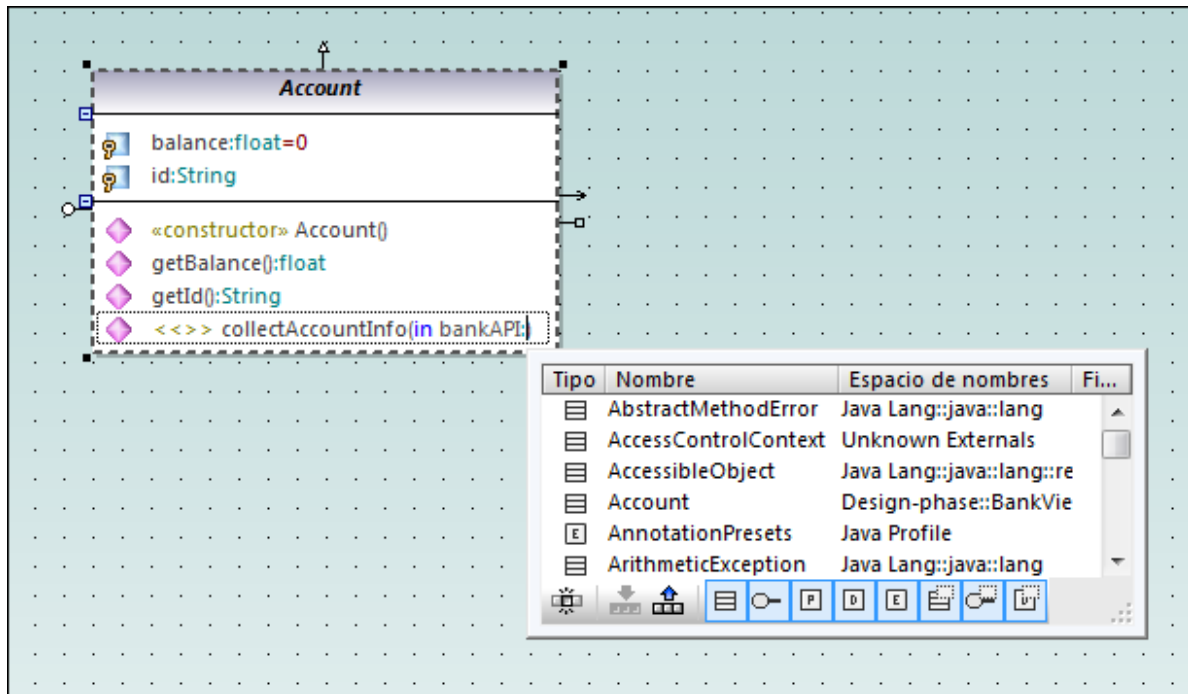 Account
balance:float=0
id:String
«constructor» Account()
getBalance():float
getId():String
<<>> collectAccountInfo(in bankAPI:)
Tipo Nombre Espacio de nombres Fi...
AbstractMethodError Java Lang::java::lang
AccessControlContext Unknown Externals
AccessibleObject Java Lang::java::lang::re
Account Design-phase::BankVie
E AnnotationPresets Java Profile
ArithmeticException Java Lang::java::lang
P D E D